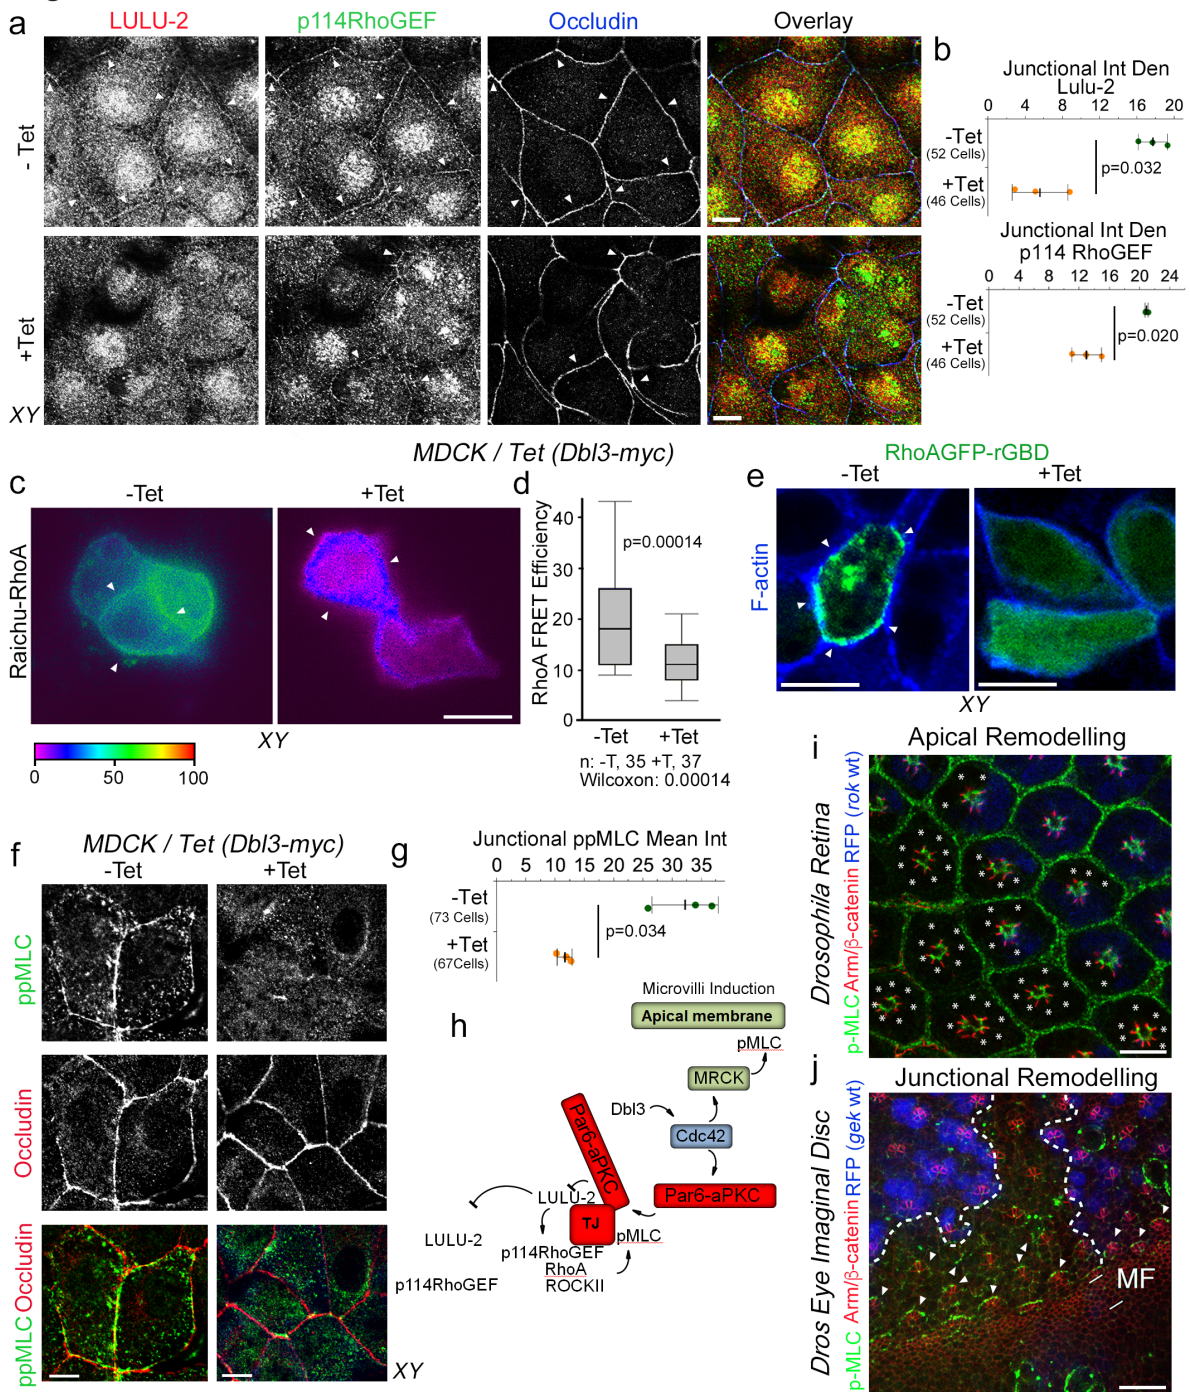 a
LULU-2
p114RhoGEF
Occludin
Overlay
- Tet
+Tet
XY
b
Junctional Int Den
Lulu-2
0 4 8 12 16 20
-Tet
(52 Cells)
+Tet
(46 Cells)
p=0.032
Junctional Int Den
p114 RhoGEF
0 4 8 12 16 20 24
-Tet
(52 Cells)
+Tet
(46 Cells)
p=0.020
MDCK / Tet (Dbl3-myc)
c
-Tet
+Tet
Raichu-RhoA
XY
0 50 100
d
RhoA FRET Efficiency
40
30
20
10
0
p=0.00014
-Tet +Tet
n: -T, 35 +T, 37
Wilcoxon: 0.00014
e
RhoAGFP-rGBD
-Tet
+Tet
F-actin
XY
f
MDCK / Tet (Dbl3-myc)
-Tet
+Tet
ppMLC
Occludin
ppMLC Occludin
XY
g
Junctional ppMLC Mean Int
0 5 10 15 20 25 30 35
-Tet
(73 Cells)
+Tet
(67Cells)
p=0.034
h
Microvilli Induction
Apical membrane
pMLC
MRCK
Dbl3
Cdc42
Par6-aPKC
Par6-aPKC
LULU-2
TJ
pMLC
LULU-2
p114RhoGEF
RhoA
ROCKII
p114RhoGEF
i
Apical Remodelling
Drosophila Retina
p-MLC Arm/β-catenin RFP (rok wt)
j
Junctional Remodelling
Dros Eye Imaginal Disc
p-MLC Arm/β-catenin RFP (gek wt)
MF